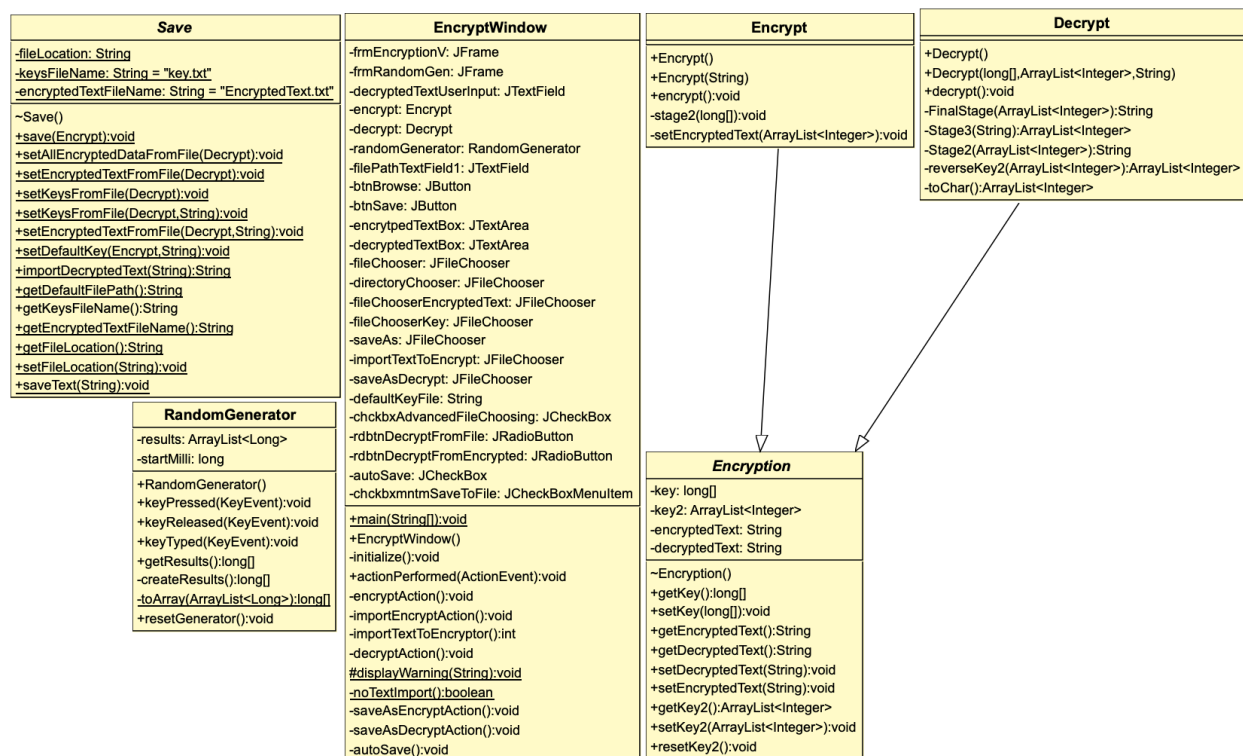 Save
-fileLocation: String
-keysFileName: String = "key.txt"
-encryptedTextFileName: String = "EncryptedText.txt"
~Save()
+save(Encrypt):void
+setAllEncryptedDataFromFile(Decrypt):void
+setEncryptedTextFromFile(Decrypt):void
+setKeysFromFile(Decrypt):void
+setKeysFromFile(Decrypt,String):void
+setEncryptedTextFromFile(Decrypt,String):void
+setDefaultKey(Encrypt,String):void
+importDecryptedText(String):String
+getDefaultFilePath():String
+getKeysFileName():String
+getEncryptedTextFileName():String
+getFileLocation():String
+setFileLocation(String):void
+saveText(String):void
RandomGenerator
-results: ArrayList<Long>
-startMilli: long
+RandomGenerator()
+keyPressed(KeyEvent):void
+keyReleased(KeyEvent):void
+keyTyped(KeyEvent):void
+getResults():long[]
-createResults():long[]
-toArray(ArrayList<Long>):long[]
+resetGenerator():void
EncryptWindow
-frmEncryptionV: JFrame
-frmRandomGen: JFrame
-decryptedTextUserInput: JTextField
-encrypt: Encrypt
-decrypt: Decrypt
-randomGenerator: RandomGenerator
-filePathTextField1: JTextField
-btnBrowse: JButton
-btnSave: JButton
-encrytpedTextBox: JTextArea
-decryptedTextBox: JTextArea
-fileChooser: JFileChooser
-directoryChooser: JFileChooser
-fileChooserEncryptedText: JFileChooser
-fileChooserKey: JFileChooser
-saveAs: JFileChooser
-importTextToEncrypt: JFileChooser
-saveAsDecrypt: JFileChooser
-defaultKeyFile: String
-chckbxAdvancedFileChoosing: JCheckBox
-rdbtnDecryptFromFile: JRadioButton
-rdbtnDecryptFromEncrypted: JRadioButton
-autoSave: JCheckBox
-chckbxmntmSaveToFile: JCheckBoxMenuItem
+main(String[]):void
+EncryptWindow()
-initialize():void
+actionPerformed(ActionEvent):void
-encryptAction():void
-importEncryptAction():void
-importTextToEncryptor():int
-decryptAction():void
#displayWarning(String):void
-noTextImport():boolean
-saveAsEncryptAction():void
-saveAsDecryptAction():void
-autoSave():void
Encrypt
+Encrypt()
+Encrypt(String)
+encrypt():void
-stage2(long[]):void
-setEncryptedText(ArrayList<Integer>):void
Decrypt
+Decrypt()
+Decrypt(long[],ArrayList<Integer>,String)
+decrypt():void
-FinalStage(ArrayList<Integer>):String
-Stage3(String):ArrayList<Integer>
-Stage2(ArrayList<Integer>):String
-reverseKey2(ArrayList<Integer>):ArrayList<Integer>
-toChar():ArrayList<Integer>
Encryption
-key: long[]
-key2: ArrayList<Integer>
-encryptedText: String
-decryptedText: String
~Encryption()
+getKey():long[]
+setKey(long[]):void
+getEncryptedText():String
+getDecryptedText():String
+setDecryptedText(String):void
+setEncryptedText(String):void
+getKey2():ArrayList<Integer>
+setKey2(ArrayList<Integer>):void
+resetKey2():void